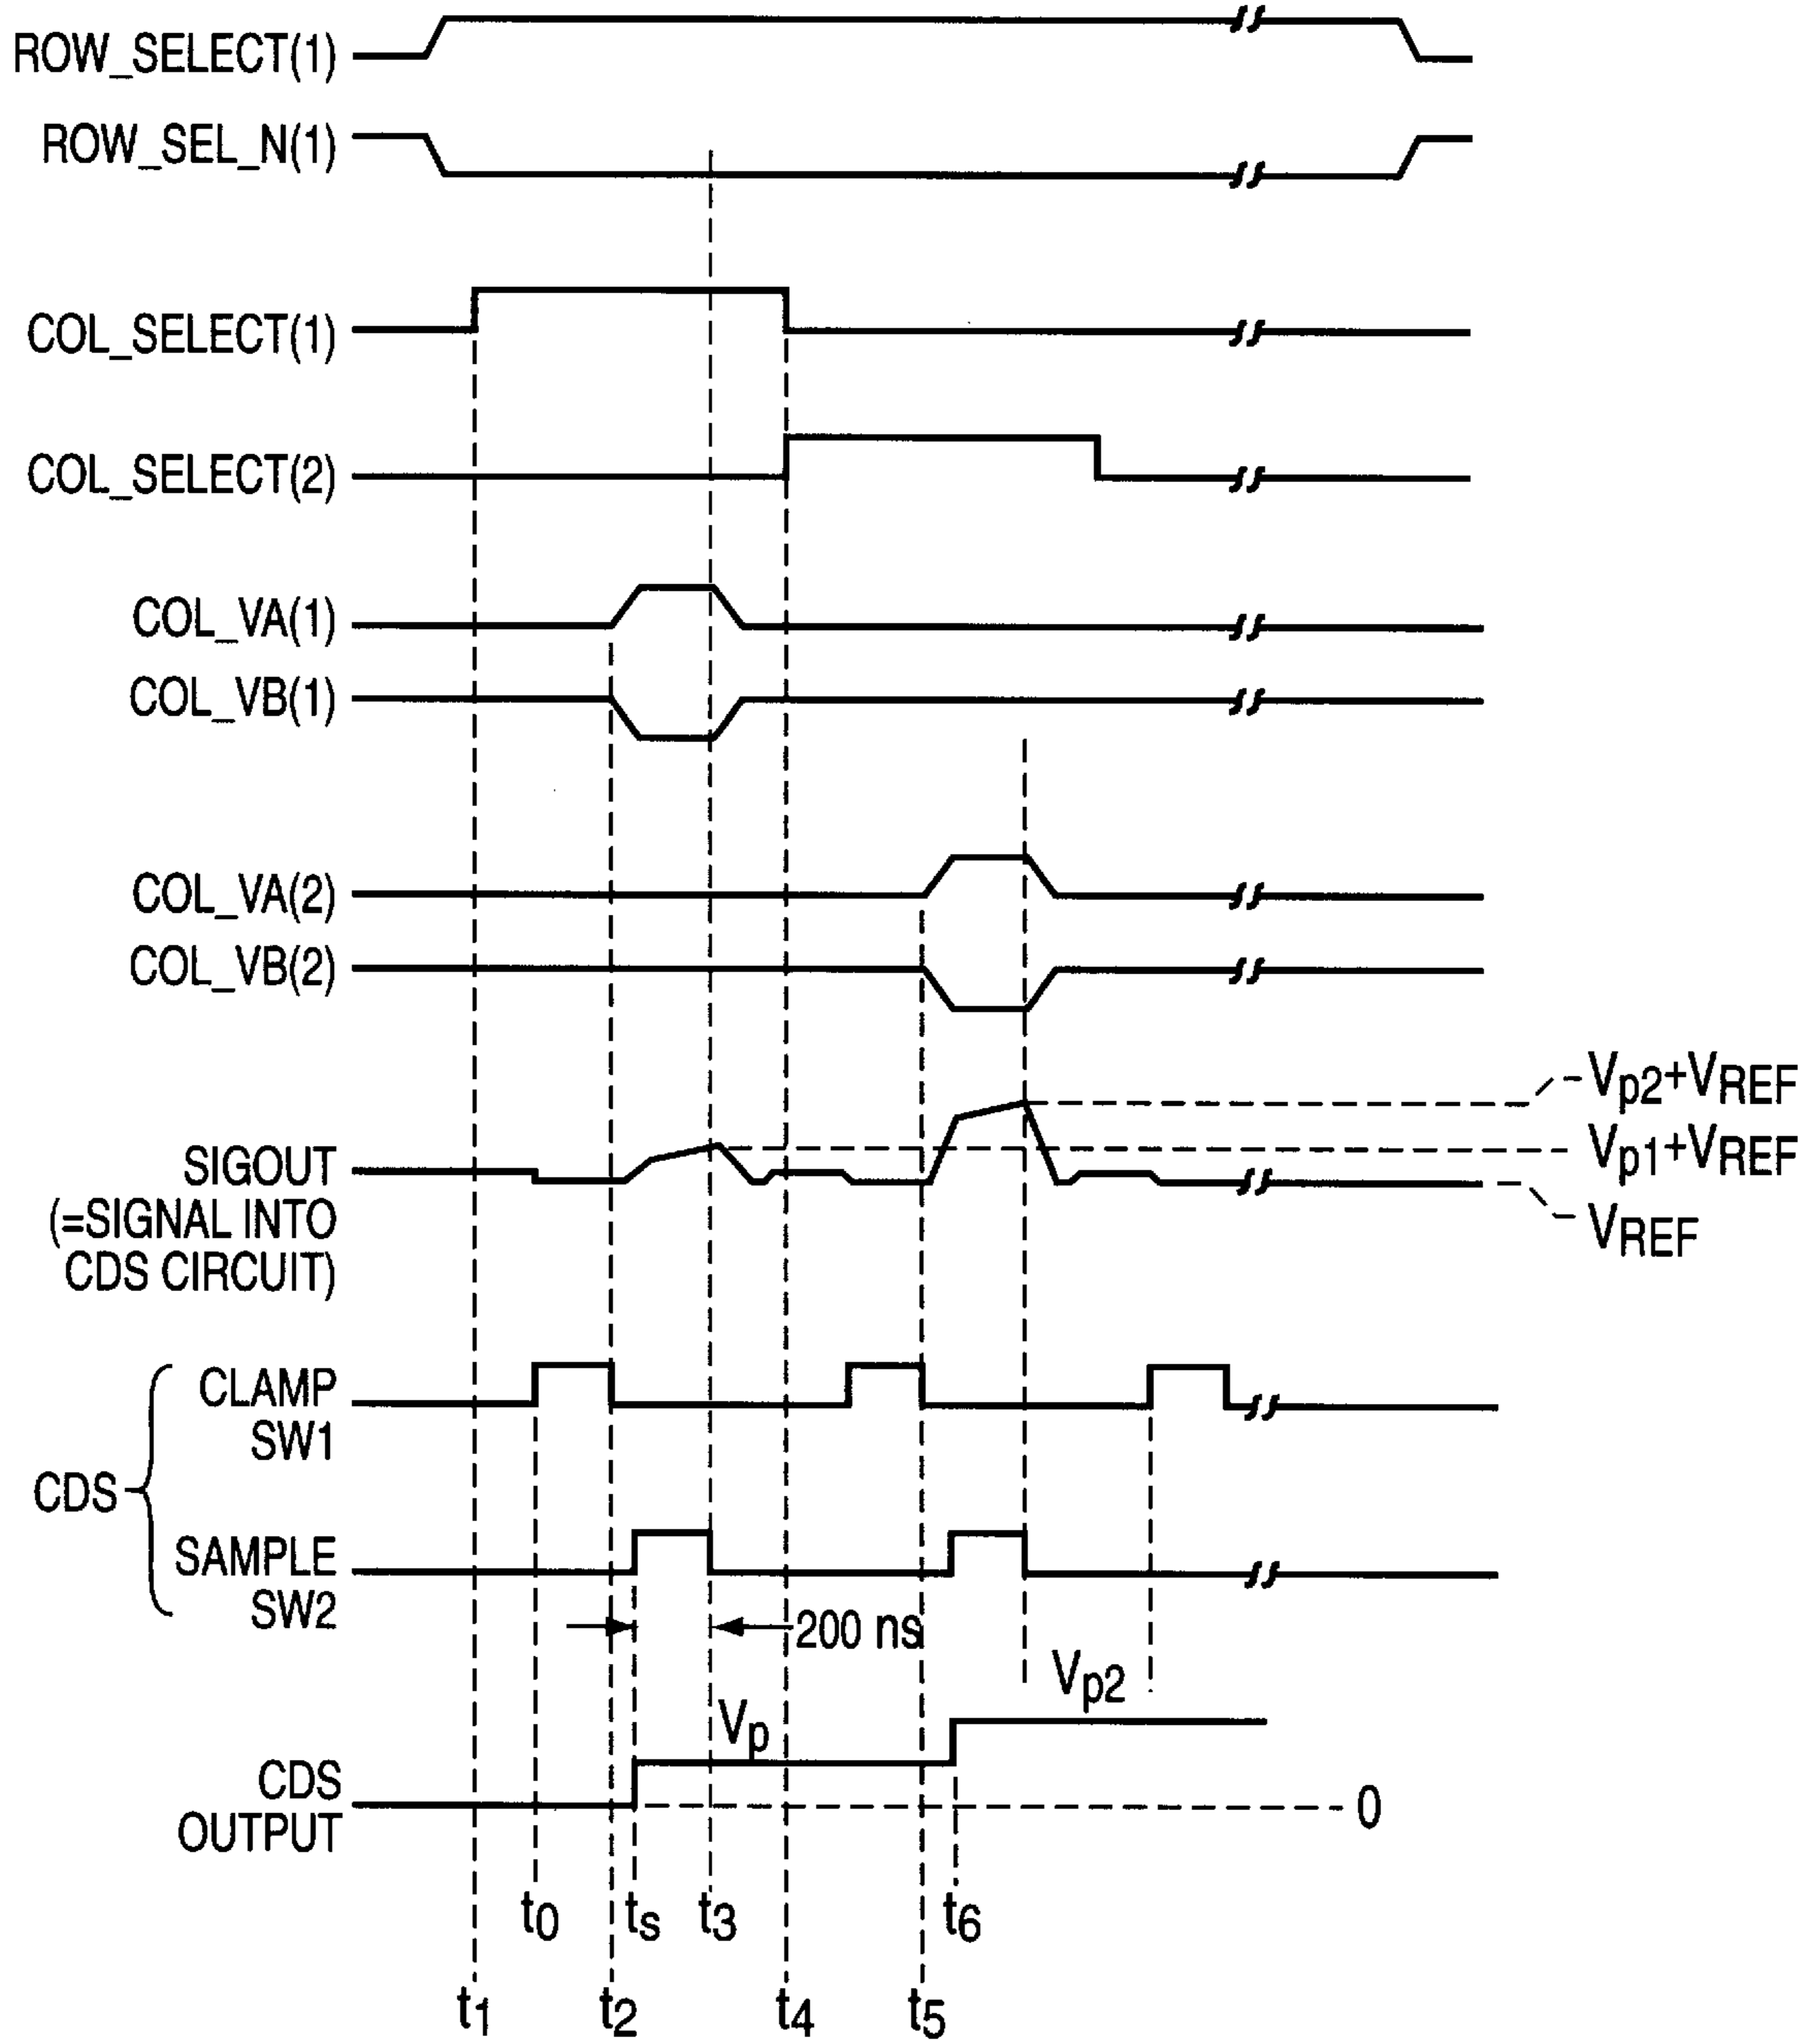 ROW_SELECT(1)
ROW_SEL_N(1)
COL_SELECT(1)
COL_SELECT(2)
COL_VA(1)
COL_VB(1)
COL_VA(2)
COL_VB(2)
Vp2+VREF
Vp1+VREF
VREF
SIGOUT
(=SIGNAL INTO
CDS CIRCUIT)
CDS
CLAMP
SW1
SAMPLE
SW2
200 ns
Vp
Vp2
CDS
OUTPUT
0
t0
ts
t3
t6
t1
t2
t4
t5